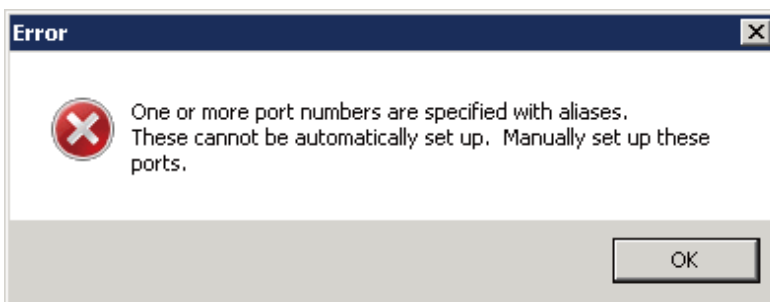 Error
One or more port numbers are specified with aliases.
These cannot be automatically set up.  Manually set up these
ports.
OK